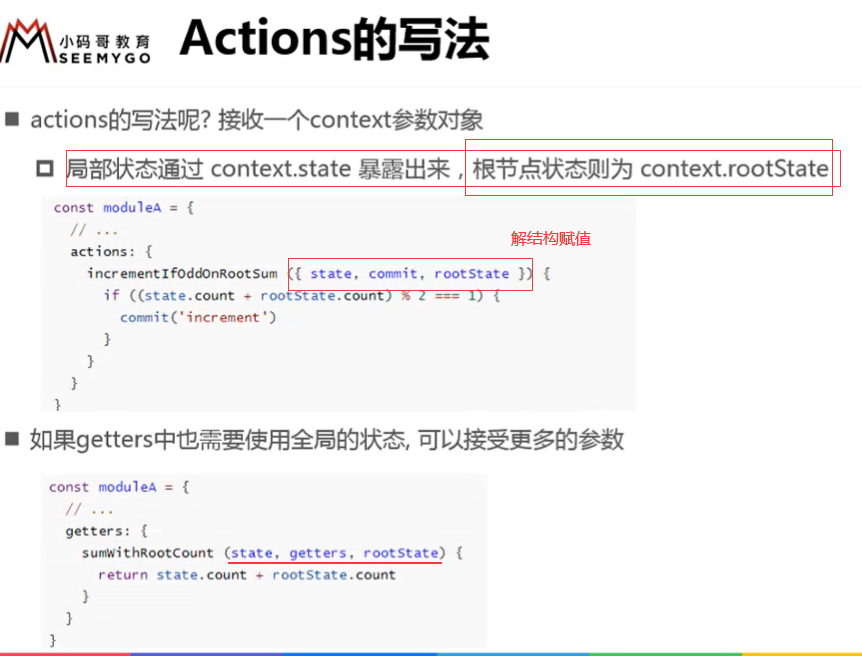 小码哥教育
SEEMYGO
Actions的写法
actions的写法呢? 接收一个context参数对象
局部状态通过 context.state 暴露出来，根节点状态则为 context.rootState
const moduleA = {
// ...
解结构赋值
actions: {
incrementIfOddOnRootSum ({ state, commit, rootState }) {
if ((state.count + rootState.count) % 2 === 1) {
commit('increment')
}
}
}
}
如果getters中也需要使用全局的状态, 可以接受更多的参数
const moduleA = {
// ...
getters: {
sumWithRootCount (state, getters, rootState) {
return state.count + rootState.count
}
}
}